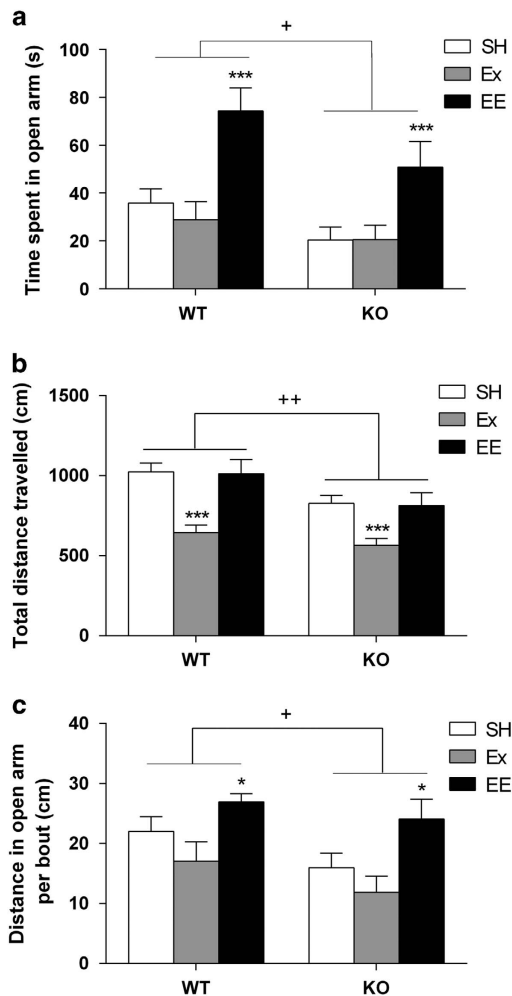 a
+
SH
Ex
EE
Time spent in open arm (s)
100
80
60
40
20
0
***
***
WT KO
b
++
SH
Ex
EE
Total distance travelled (cm)
1500
1000
500
0
***
***
WT KO
c
+
SH
Ex
EE
Distance in open arm
per bout (cm)
40
30
20
10
0
*
*
WT KO